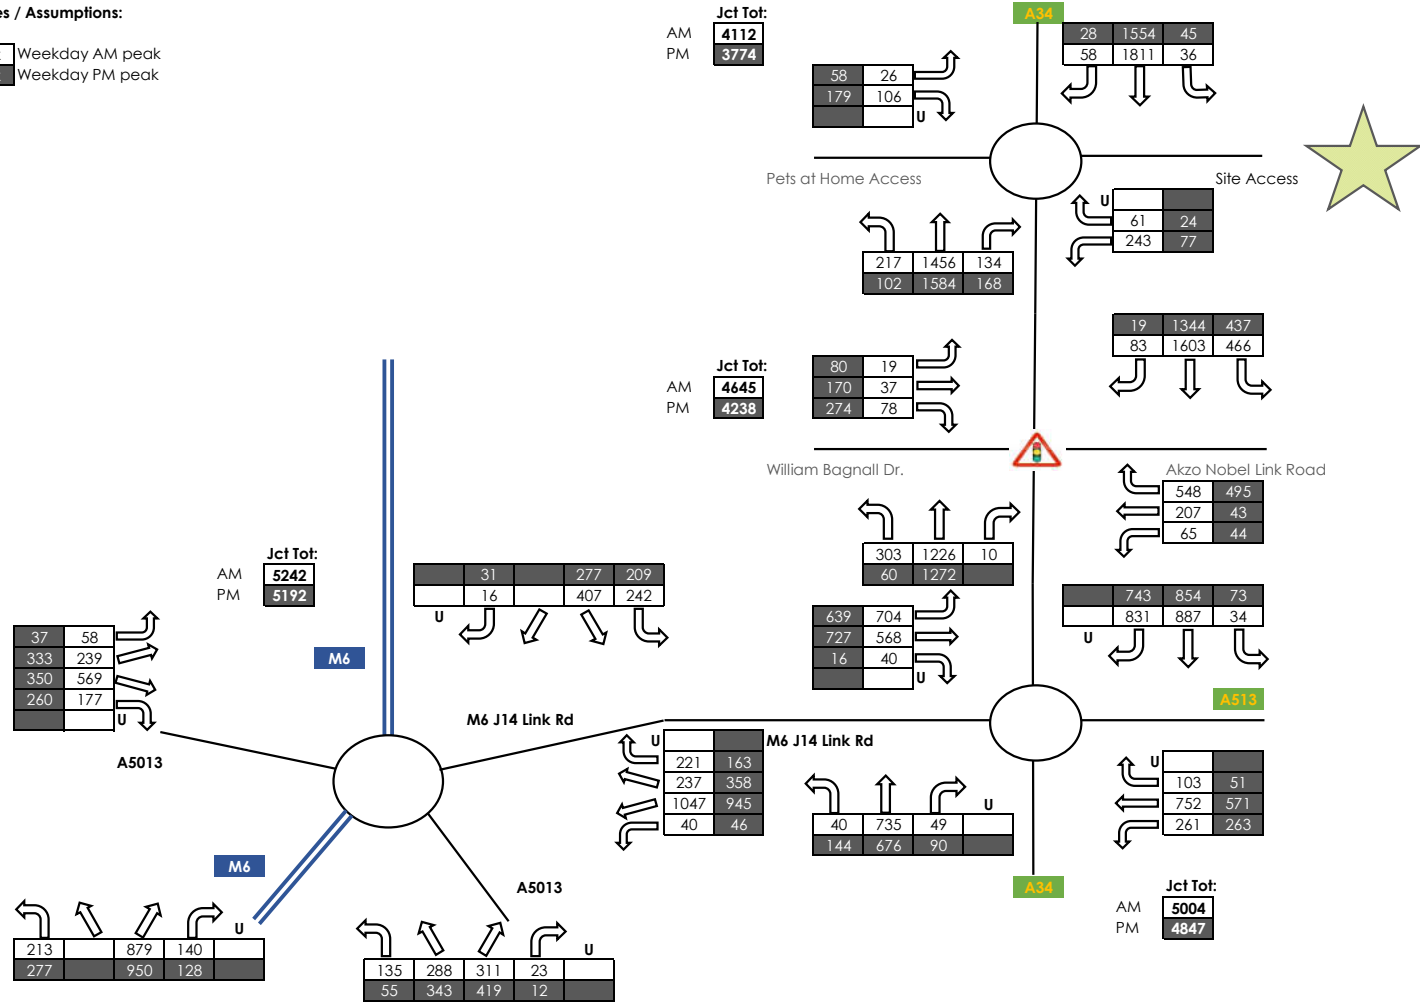 es / Assumptions:
Weekday AM peak
Weekday PM peak
Jct Tot:
AM 4112
PM 3774
A34
28 1554 45
58 1811 36
58 26
179 106
U
Pets at Home Access
Site Access
U
61 24
243 77
217 1456 134
102 1584 168
19 1344 437
83 1603 466
Jct Tot:
AM 4645
PM 4238
80 19
170 37
274 78
William Bagnall Dr.
Akzo Nobel Link Road
548 495
207 43
65 44
303 1226 10
60 1272
Jct Tot:
AM 5242
PM 5192
31 277 209
16 407 242
U
639 704
727 568
16 40
U
743 854 73
831 887 34
U
37 58
333 239
350 569
260 177
U
M6
A513
M6 J14 Link Rd
M6 J14 Link Rd
A5013
U
221 163
237 358
1047 945
40 46
U
103 51
752 571
261 263
U
40 735 49
144 676 90
M6
A5013
A34
Jct Tot:
AM 5004
PM 4847
U
213 879 140
277 950 128
U
135 288 311 23
55 343 419 12